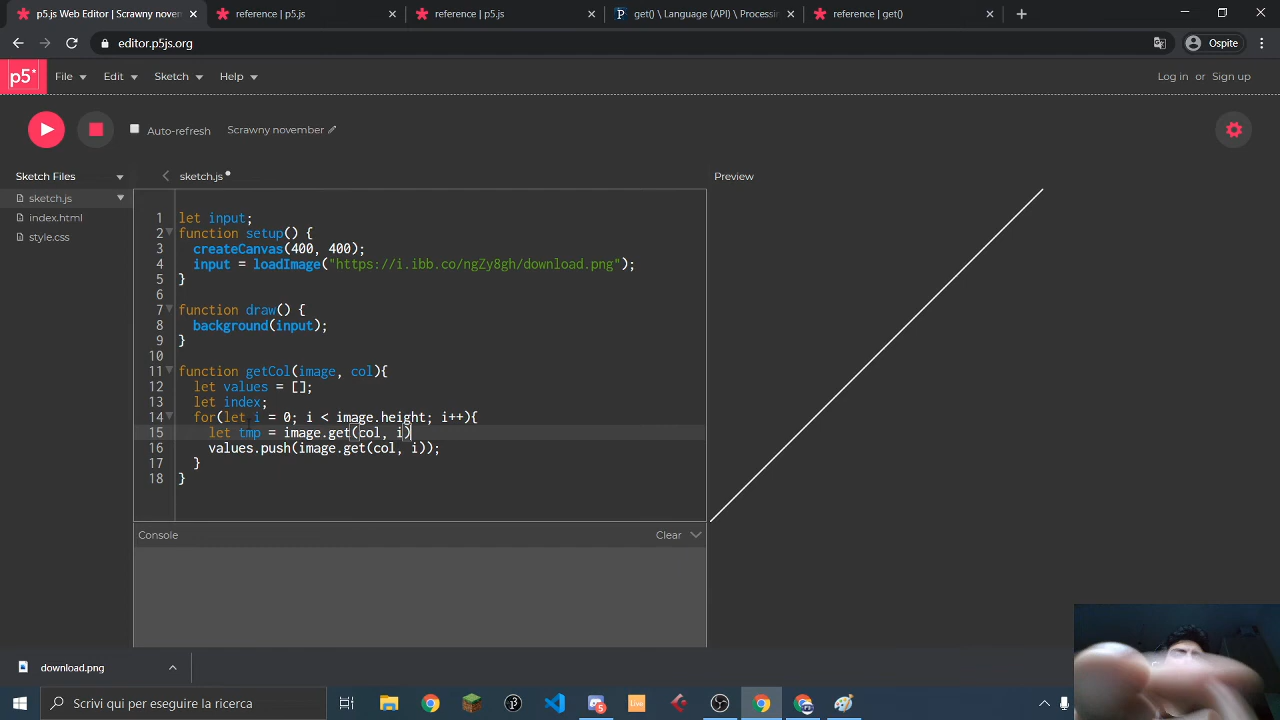 p5.js Web Editor | Scrawny noven
reference | p5.js
reference | p5.js
P get() \ Language (API) \ Processin
reference | get()
editor.p5js.org
Ospite
p5* File Edit Sketch Help Log in or Sign up
Auto-refresh Scrawny november
Sketch Files
sketch.js
Preview
sketch.js
index.html
style.css
1 let input;
2 function setup() {
3 createCanvas(400, 400);
4 input = loadImage("https://i.ibb.co/ngZy8gh/download.png");
5 }
6
7 function draw() {
8 background(input);
9 }
10
11 function getCol(image, col){
12 let values = [];
13 let index;
14 for(let i = 0; i < image.height; i++){
15 let tmp = image.get((col, i)
16 values.push(image.get(col, i));
17 }
18 }
Console Clear
download.png
Scrivi qui per eseguire la ricerca
Live